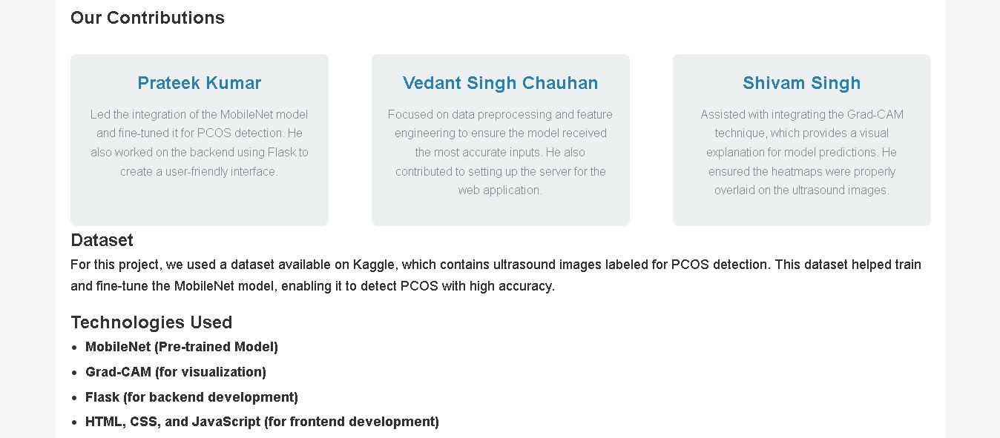 Our Contributions
Prateek Kumar
Led the integration of the MobileNet model
and fine-tuned it for PCOS detection. He
also worked on the backend using Flask to
create a user-friendly interface.
Vedant Singh Chauhan
Focused on data preprocessing and feature
engineering to ensure the model received
the most accurate inputs. He also
contributed to setting up the server for the
web application.
Shivam Singh
Assisted with integrating the Grad-CAM
technique, which provides a visual
explanation for model predictions. He
ensured the heatmaps were properly
overlaid on the ultrasound images.
Dataset
For this project, we used a dataset available on Kaggle, which contains ultrasound images labeled for PCOS detection. This dataset helped train
and fine-tune the MobileNet model, enabling it to detect PCOS with high accuracy.
Technologies Used
• MobileNet (Pre-trained Model)
• Grad-CAM (for visualization)
• Flask (for backend development)
• HTML, CSS, and JavaScript (for frontend development)